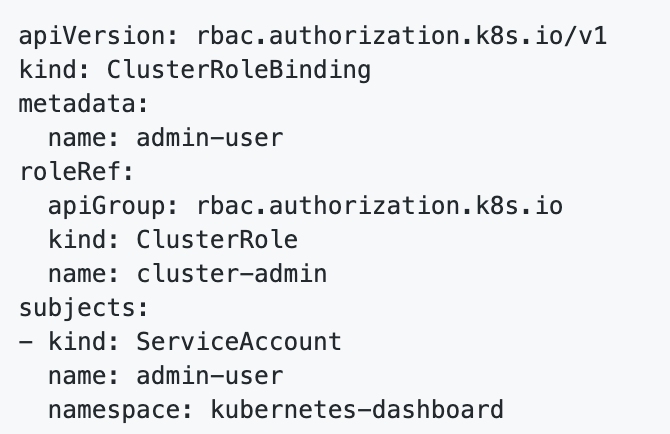 apiVersion: rbac.authorization.k8s.io/v1
kind: ClusterRoleBinding
metadata:
  name: admin-user
roleRef:
  apiGroup: rbac.authorization.k8s.io
  kind: ClusterRole
  name: cluster-admin
subjects:
- kind: ServiceAccount
  name: admin-user
  namespace: kubernetes-dashboard